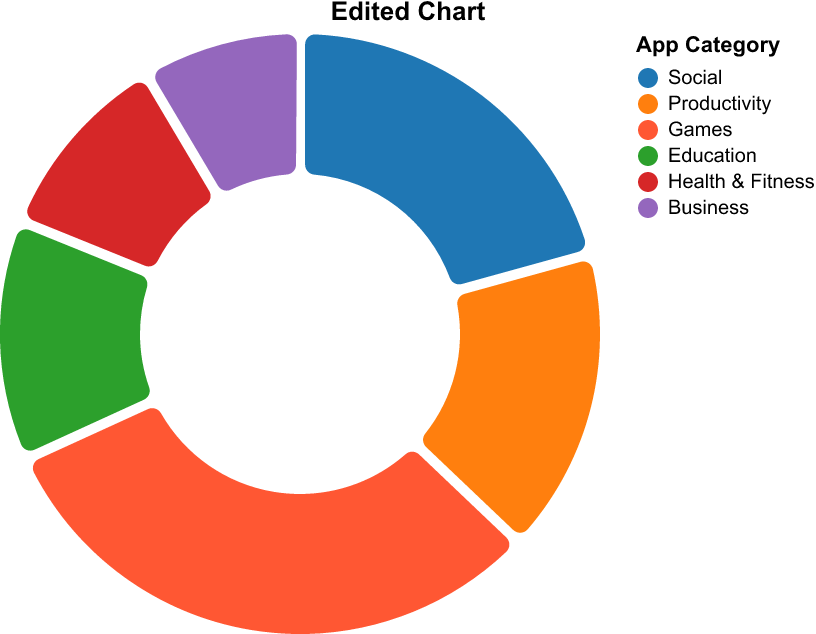 Edited Chart
App Category
Social
Productivity
Games
Education
Health & Fitness
Business